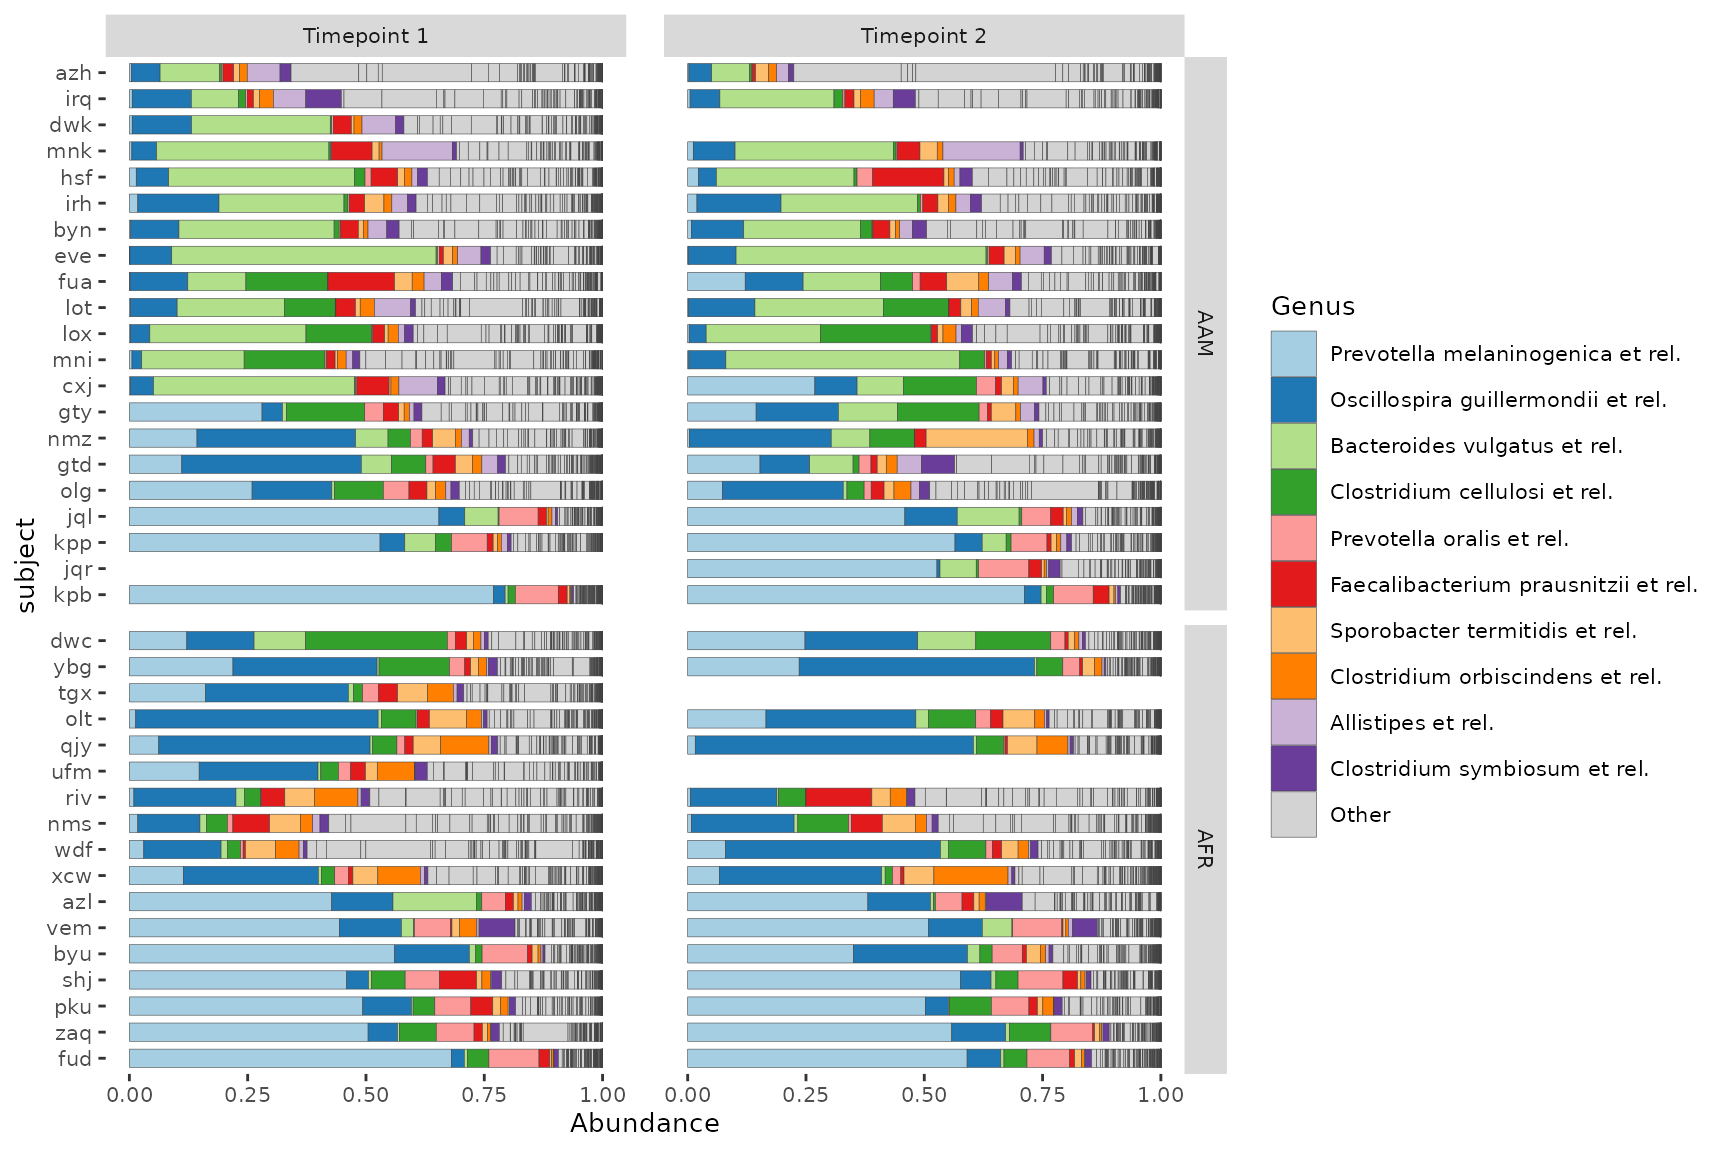 Timepoint 1
Timepoint 2
azh
irq
dwk
mnk
hsf
irh
byn
eve
fua
lot
lox
mni
cxj
gty
nmz
gtd
olg
jql
kpp
jqr
kpb
AAM
dwc
ybg
tgx
olt
qjy
ufm
riv
nms
wdf
xcw
azl
vem
byu
shj
pku
zaq
fud
AFR
subject
0.00 0.25 0.50 0.75 1.00
0.00 0.25 0.50 0.75 1.00
Abundance
Genus
Prevotella melaninogenica et rel.
Oscillospira guillermondii et rel.
Bacteroides vulgatus et rel.
Clostridium cellulosi et rel.
Prevotella oralis et rel.
Faecalibacterium prausnitzii et rel.
Sporobacter termitidis et rel.
Clostridium orbiscindens et rel.
Allistipes et rel.
Clostridium symbiosum et rel.
Other